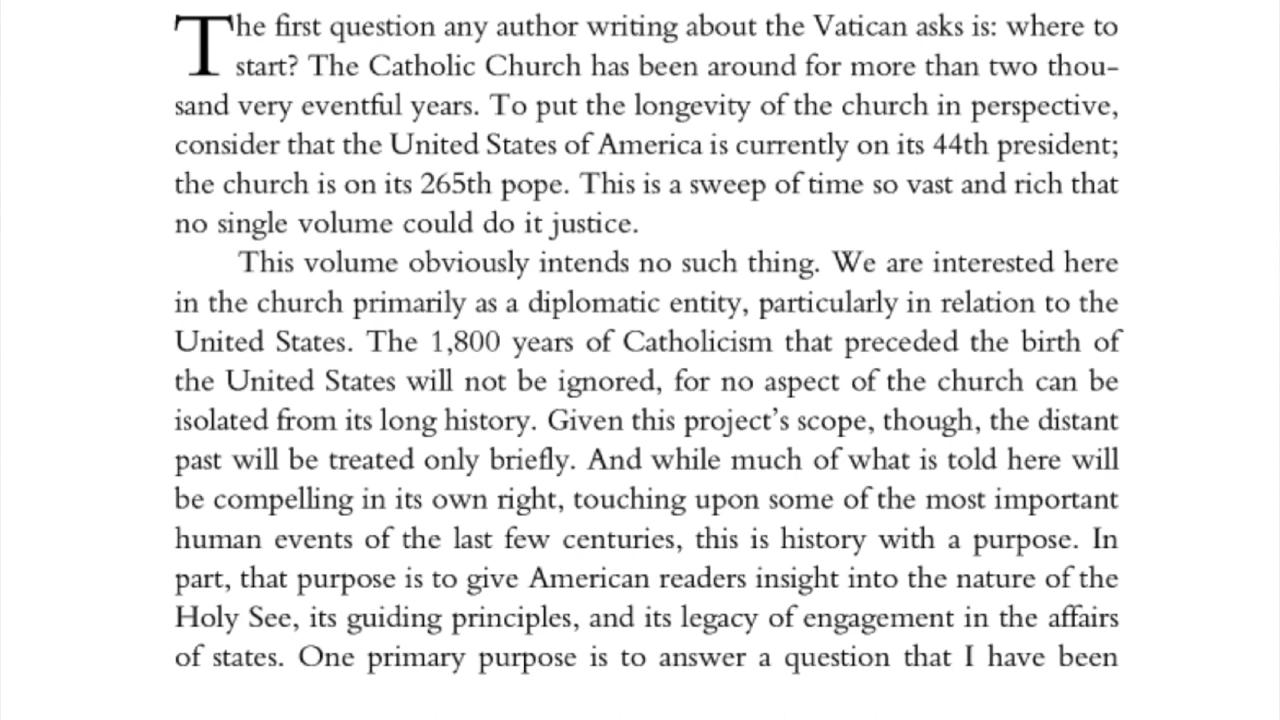 The first question any author writing about the Vatican asks is: where to
start? The Catholic Church has been around for more than two thou-
sand very eventful years. To put the longevity of the church in perspective,
consider that the United States of America is currently on its 44th president;
the church is on its 265th pope. This is a sweep of time so vast and rich that
no single volume could do it justice.
This volume obviously intends no such thing. We are interested here
in the church primarily as a diplomatic entity, particularly in relation to the
United States. The 1,800 years of Catholicism that preceded the birth of
the United States will not be ignored, for no aspect of the church can be
isolated from its long history. Given this project’s scope, though, the distant
past will be treated only briefly. And while much of what is told here will
be compelling in its own right, touching upon some of the most important
human events of the last few centuries, this is history with a purpose. In
part, that purpose is to give American readers insight into the nature of the
Holy See, its guiding principles, and its legacy of engagement in the affairs
of states. One primary purpose is to answer a question that I have been